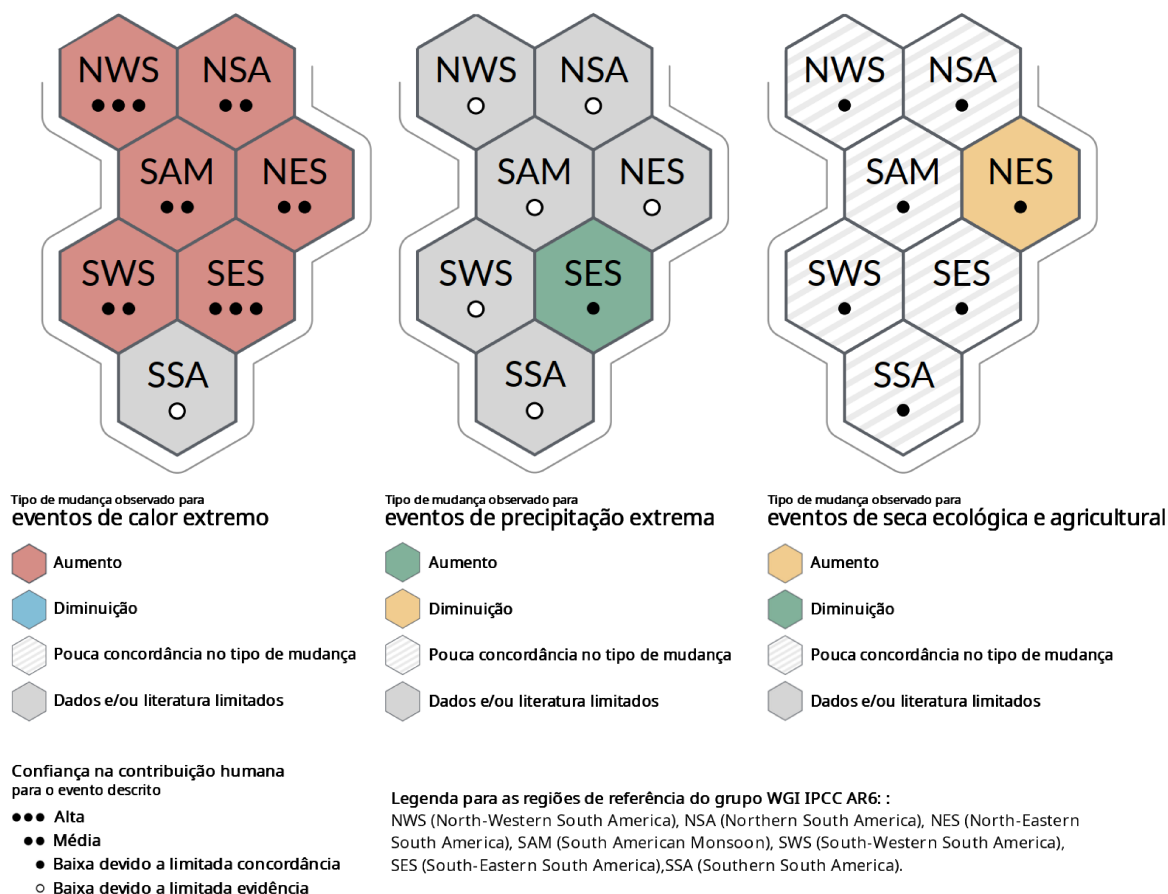 NWS NSA
SAM NES
SWS SES
SSA
NWS NSA
SAM NES
SWS SES
SSA
NWS NSA
SAM NES
SWS SES
SSA
Tipo de mudança observado para
eventos de calor extremo
Aumento
Diminuição
Pouca concordância no tipo de mudança
Dados e/ou literatura limitados
Tipo de mudança observado para
eventos de precipitação extrema
Aumento
Diminuição
Pouca concordância no tipo de mudança
Dados e/ou literatura limitados
Tipo de mudança observado para
eventos de seca ecológica e agricultural
Aumento
Diminuição
Pouca concordância no tipo de mudança
Dados e/ou literatura limitados
Confiança na contribuição humana
para o evento descrito
Alta
Média
Baixa devido a limitada concordância
Baixa devido a limitada evidência
Legenda para as regiões de referência do grupo WGI IPCC AR6: :
NWS (North-Western South America), NSA (Northern South America), NES (North-Eastern
South America), SAM (South American Monsoon), SWS (South-Western South America),
SES (South-Eastern South America),SSA (Southern South America).